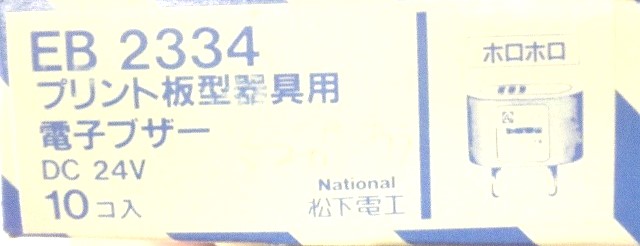 EB 2334
プリント板型器具用
電子ブザー
DC 24V
10コ入
National
松下電工
ホロホロ